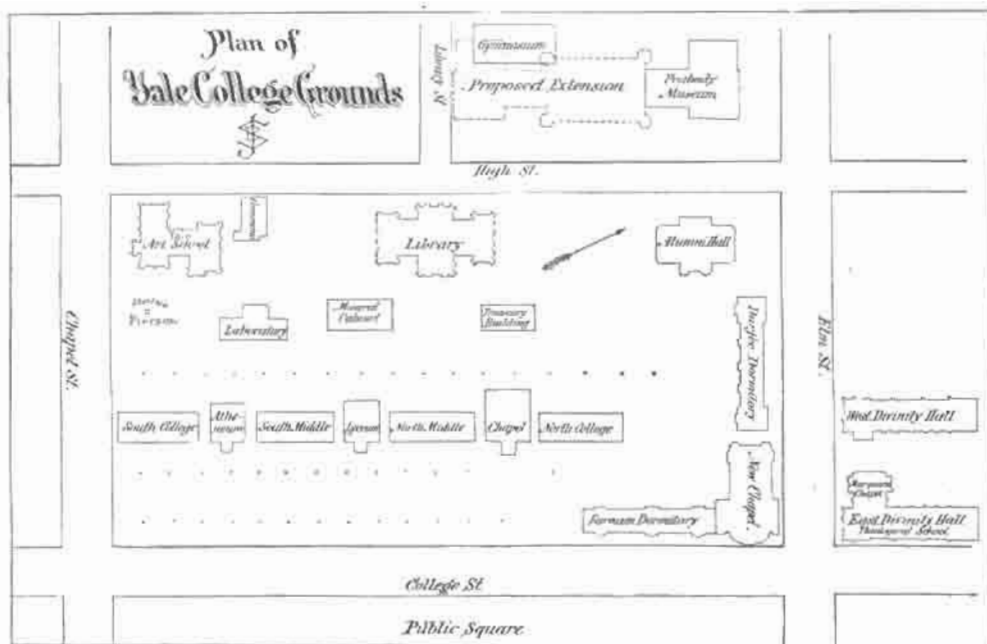 Plan of
Yale College Grounds
Library St.
Gymnasium
Proposed Extension
Peabody
Museum
High St.
Art School
Library
Alumni Hall
Pierson
Laboratory
Mineral
Cabinet
Treasury
Building
Durfee Dormitory
Chapel St.
Elm St.
South College
Athe-
neum
South Middle
Lyceum
North Middle
Chapel
North College
West Divinity Hall
New Chapel
Marquand
Chapel
Farnam Dormitory
East Divinity Hall
Theological School
College St.
Public Square